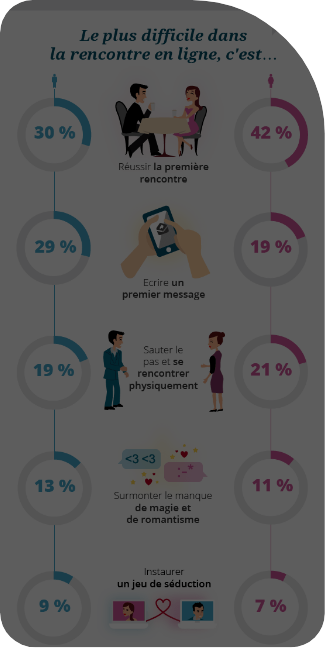 Le plus difficile dans
la rencontre en ligne, c'est...
30 %
42 %
Réussir la première
rencontre
29 %
19 %
Ecrire un
premier message
19 %
21 %
Sauter le
pas et se
rencontrer
physiquement
<3 <3
13 %
11 %
Surmonter le manque
de magie et
de romantisme
Instaurer
un jeu de séduction
9 %
7 %